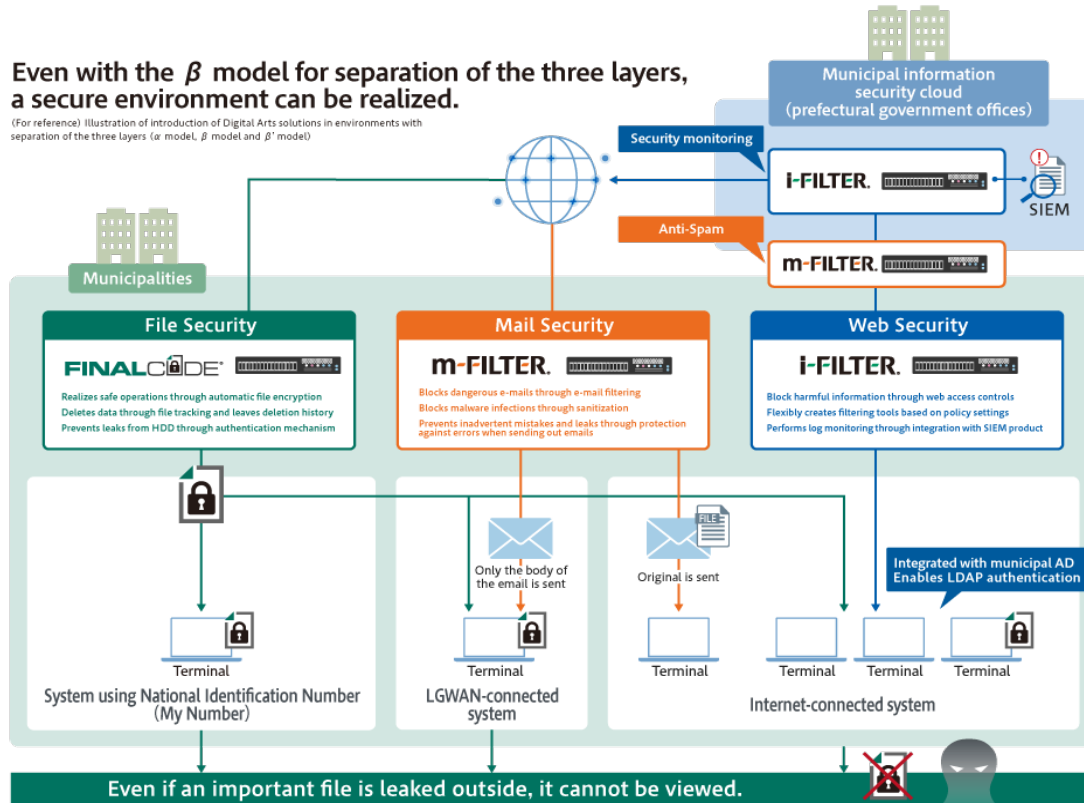 Even with the β model for separation of the three layers,
a secure environment can be realized.
(For reference) Illustration of introduction of Digital Arts solutions in environments with
separation of the three layers (α model, β model and β' model)
Municipal information
security cloud
(prefectural government offices)
Security monitoring
i-FILTER.
SIEM
Anti-Spam
m-FILTER.
Municipalities
File Security
FINALCODE
Realizes safe operations through automatic file encryption
Deletes data through file tracking and leaves deletion history
Prevents leaks from HDD through authentication mechanism
Mail Security
m-FILTER.
Blocks dangerous e-mails through e-mail filtering
Blocks malware infections through sanitization
Prevents inadvertent mistakes and leaks through protection
against errors when sending out emails
Web Security
i-FILTER.
Block harmful information through web access controls
Flexibly creates filtering tools based on policy settings
Performs log monitoring through integration with SIEM product
FILE
Only the body of
the email is sent
Original is sent
Integrated with municipal AD
Enables LDAP authentication
Terminal
Terminal
Terminal
Terminal
Terminal
Terminal
System using National Identification Number
(My Number)
LGWAN-connected
system
Internet-connected system
Even if an important file is leaked outside, it cannot be viewed.